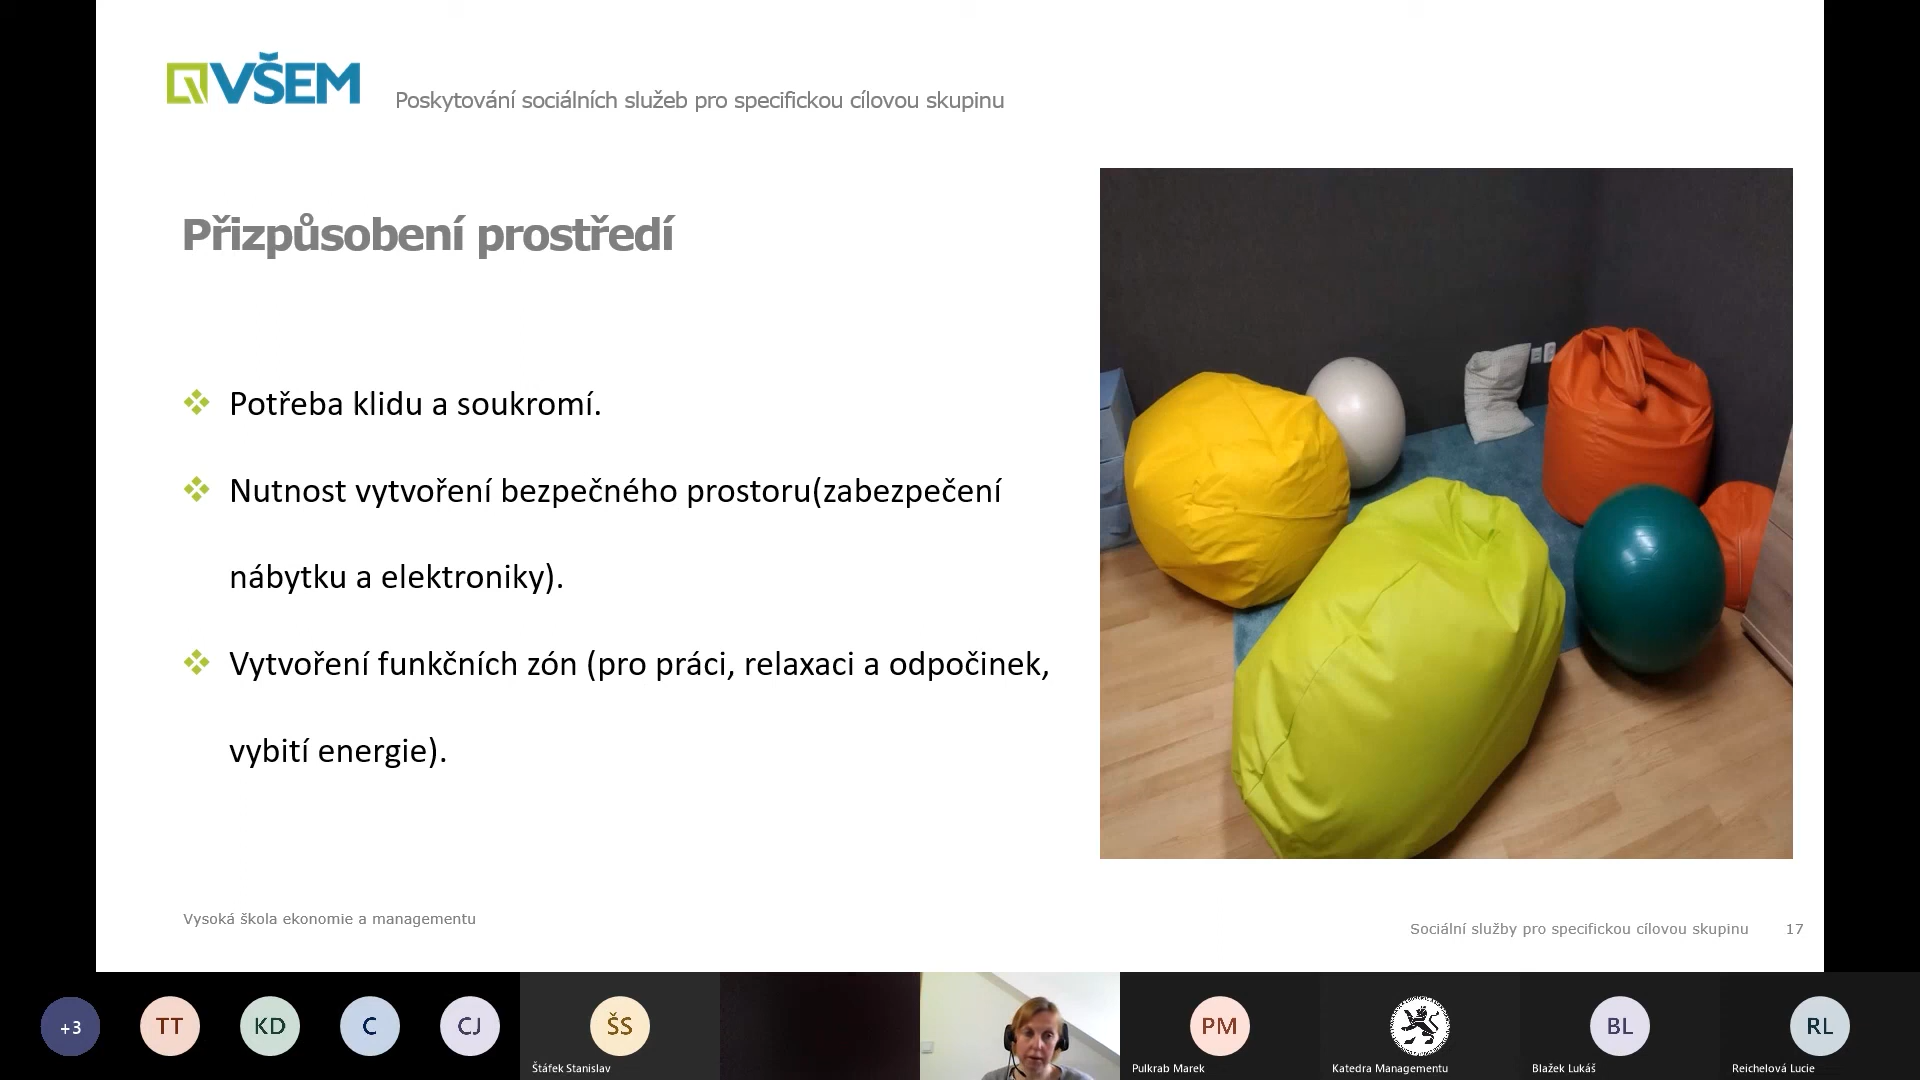 VŠEM
Poskytování sociálních služeb pro specifickou cílovou skupinu
Přizpůsobení prostředí
Potřeba klidu a soukromí.
Nutnost vytvoření bezpečného prostoru(zabezpečení
nábytku a elektroniky).
Vytvoření funkčních zón (pro práci, relaxaci a odpočinek,
vybití energie).
Vysoká škola ekonomie a managementu
Sociální služby pro specifickou cílovou skupinu 17
+3
TT
KD
C
CJ
ŠS
Štáfek Stanislav
PM
Pulkrab Marek
Katedra Managementu
BL
Blažek Lukáš
RL
Reichelová Lucie